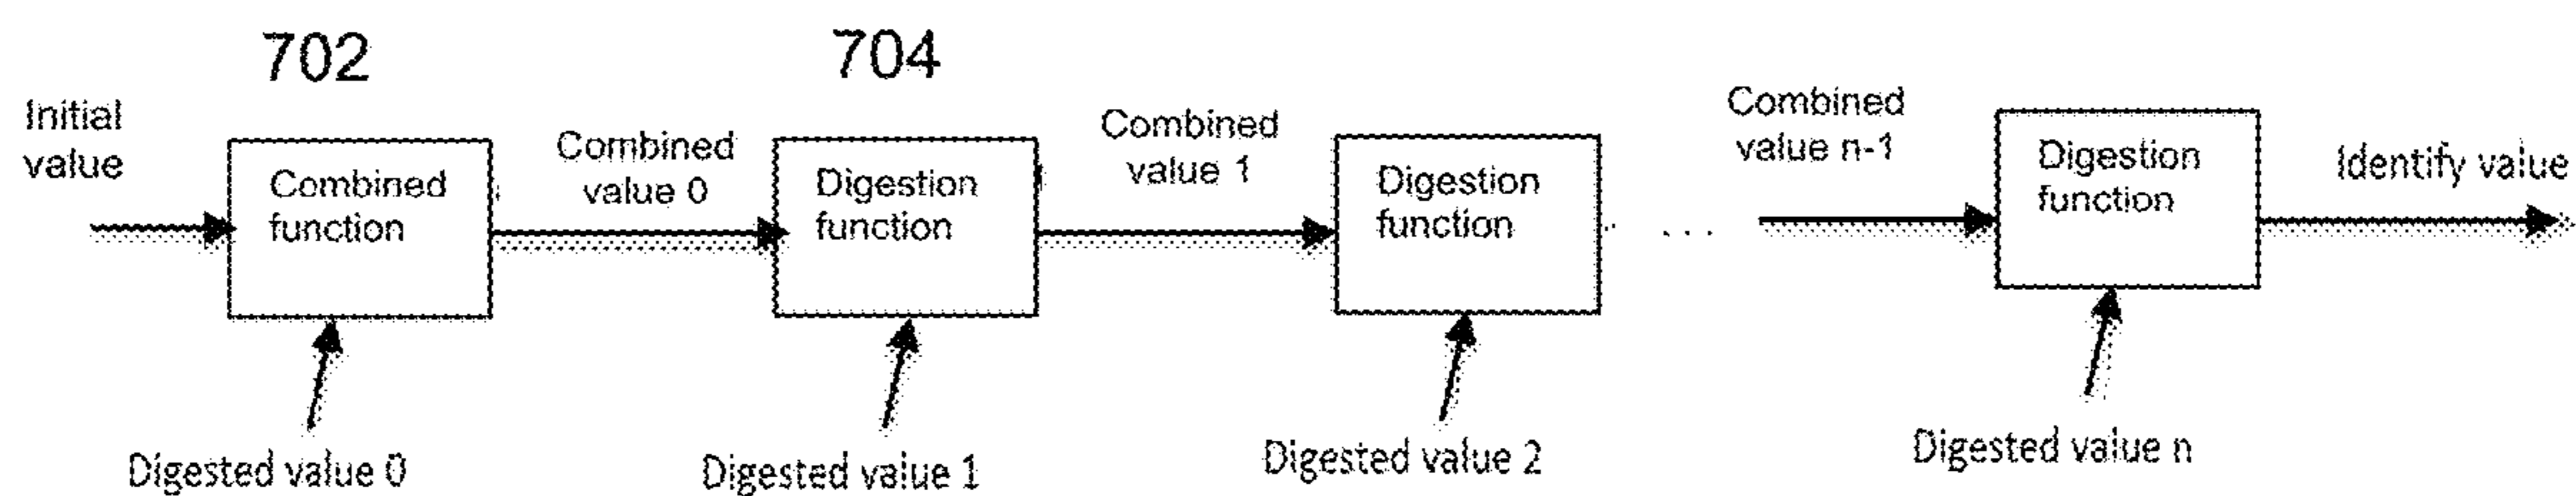 702
704
Initial
value
Combined
function
Combined
value 0
Digestion
function
Combined
value 1
Digestion
function
. . .
Combined
value n-1
Digestion
function
Identify value
Digested value 0
Digested value 1
Digested value 2
Digested value n